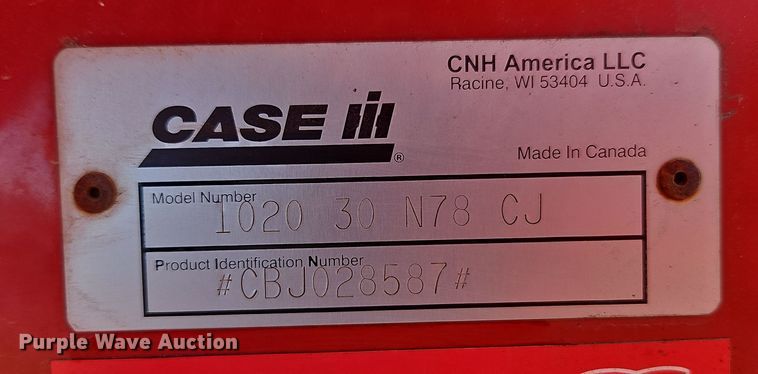 CNH America LLC
Racine, WI 53404 U.S.A.
CASE IH
®
Made In Canada
Model Number
1020 30 N78 CJ
Product Identification Number
#CBJ028587#
Purple Wave Auction